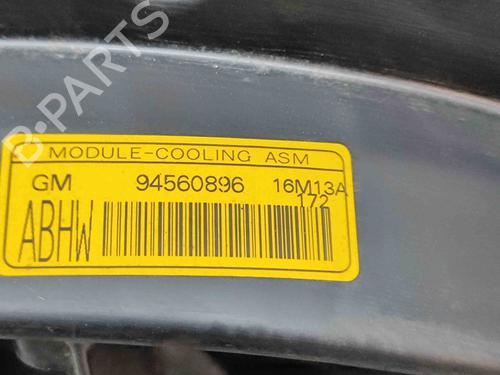 B-PARTS
MODULE-COOLING ASM
GM 94560896 16M13A
172
ABHW